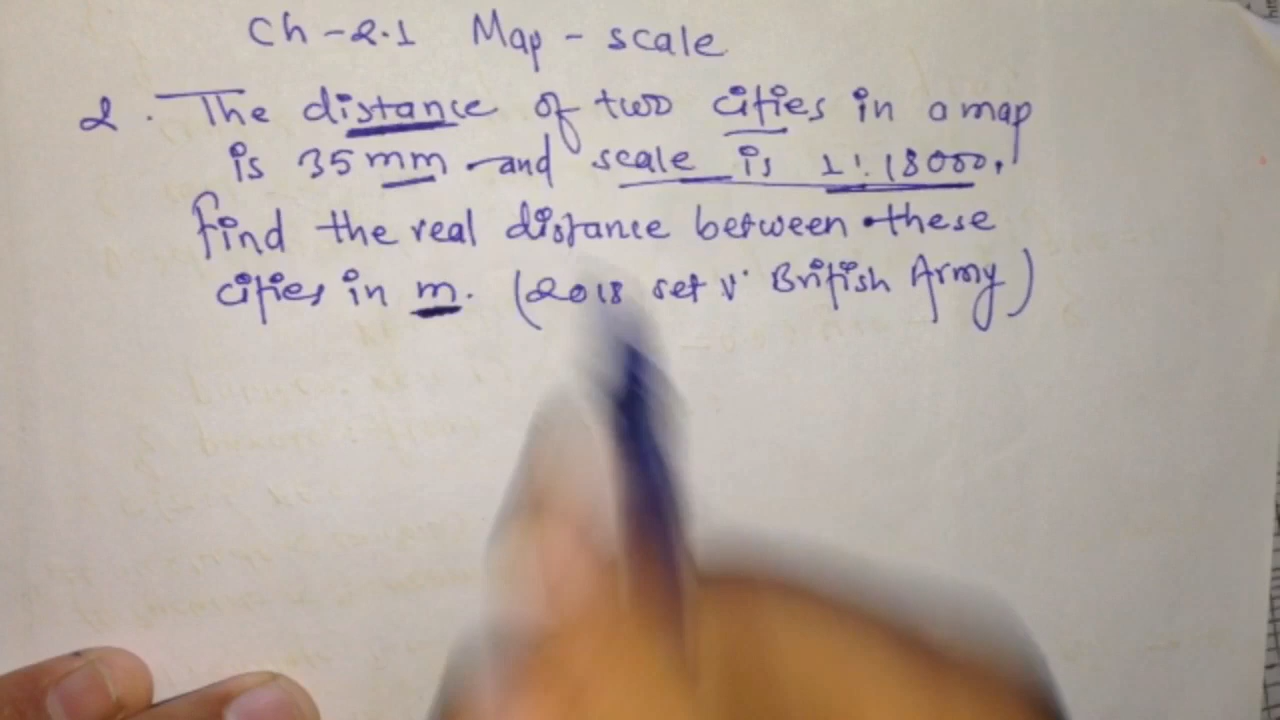 Ch - 2.1 Map - scale
2. The distance of two cities in a map
is 35 mm and scale is 1:18000.
find the real distance between these
cities in m. (2018 set V British Army)